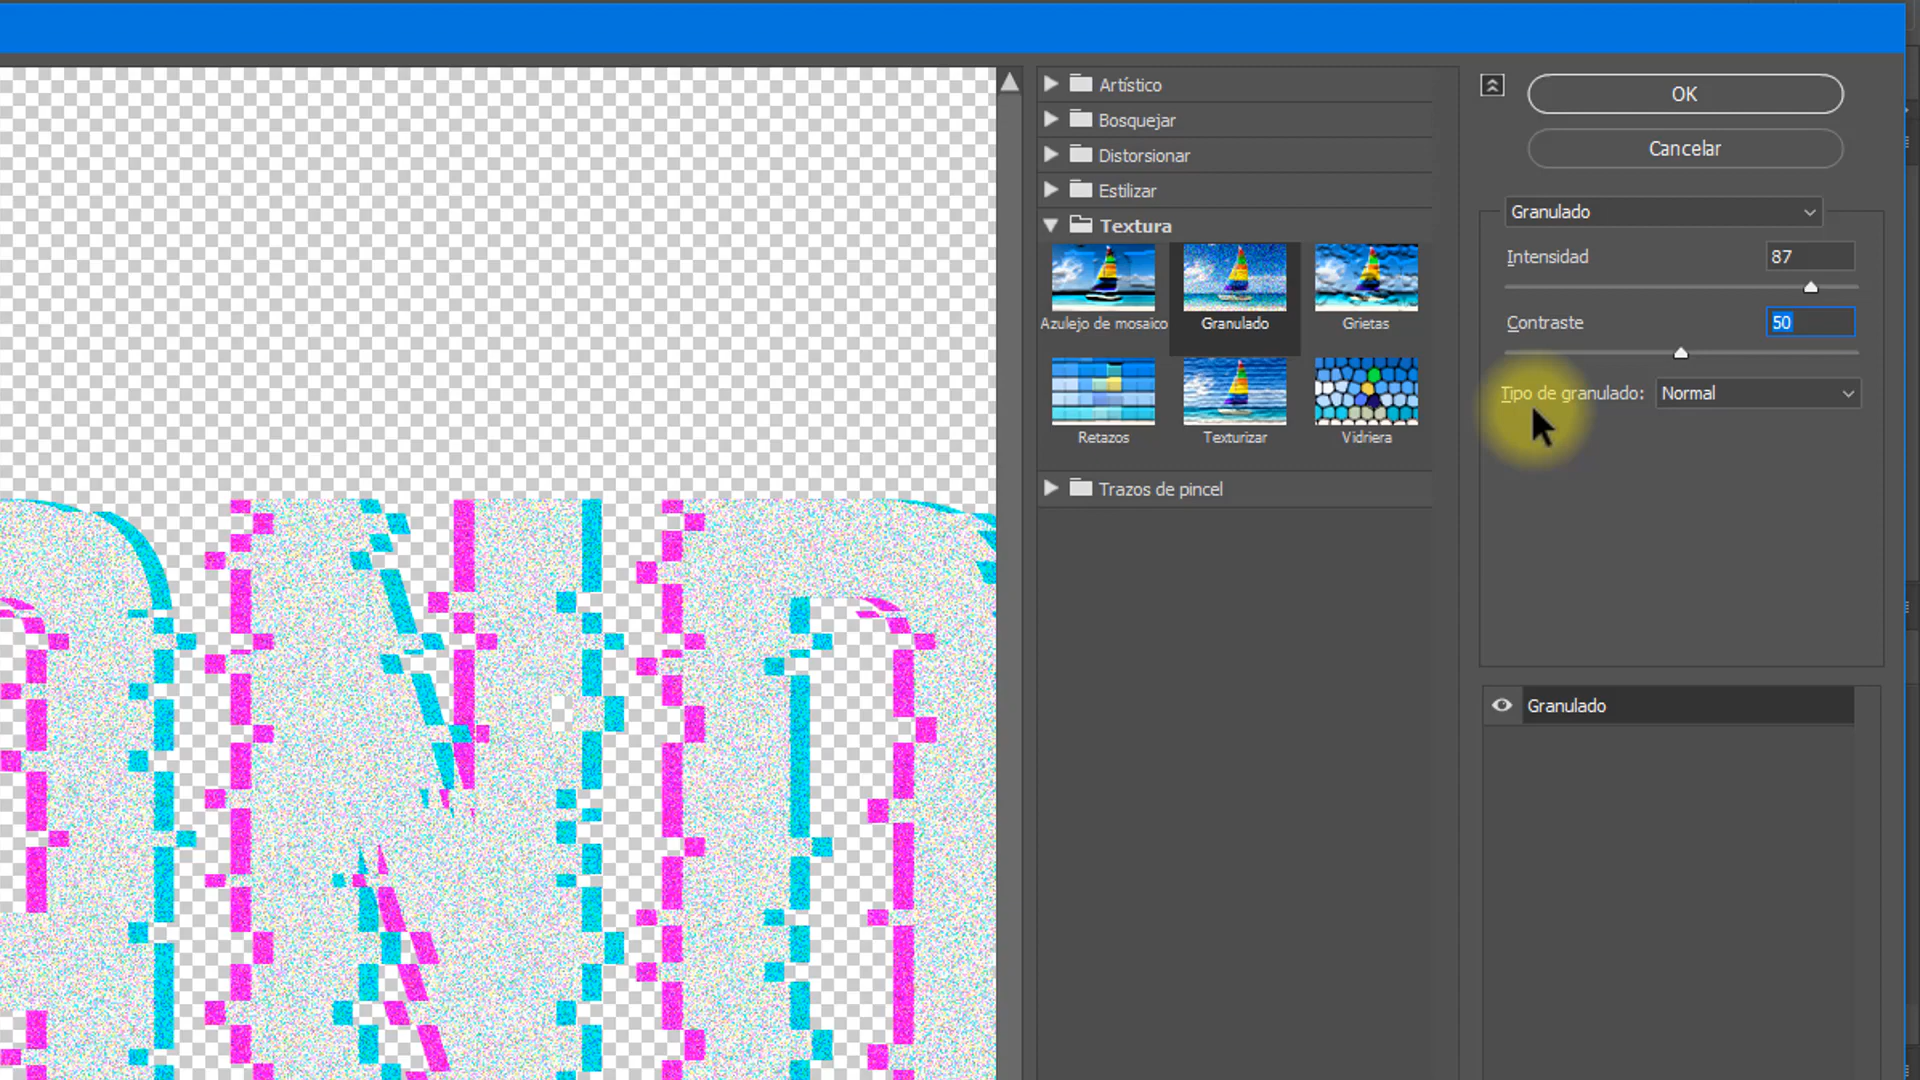 Artístico
Bosquejar
Distorsionar
Estilizar
Textura
Azulejo de mosaico
Granulado
Grietas
Retazos
Texturizar
Vidriera
Trazos de pincel
OK
Cancelar
Granulado
Intensidad 87
Contraste 50
Tipo de granulado: Normal
Granulado